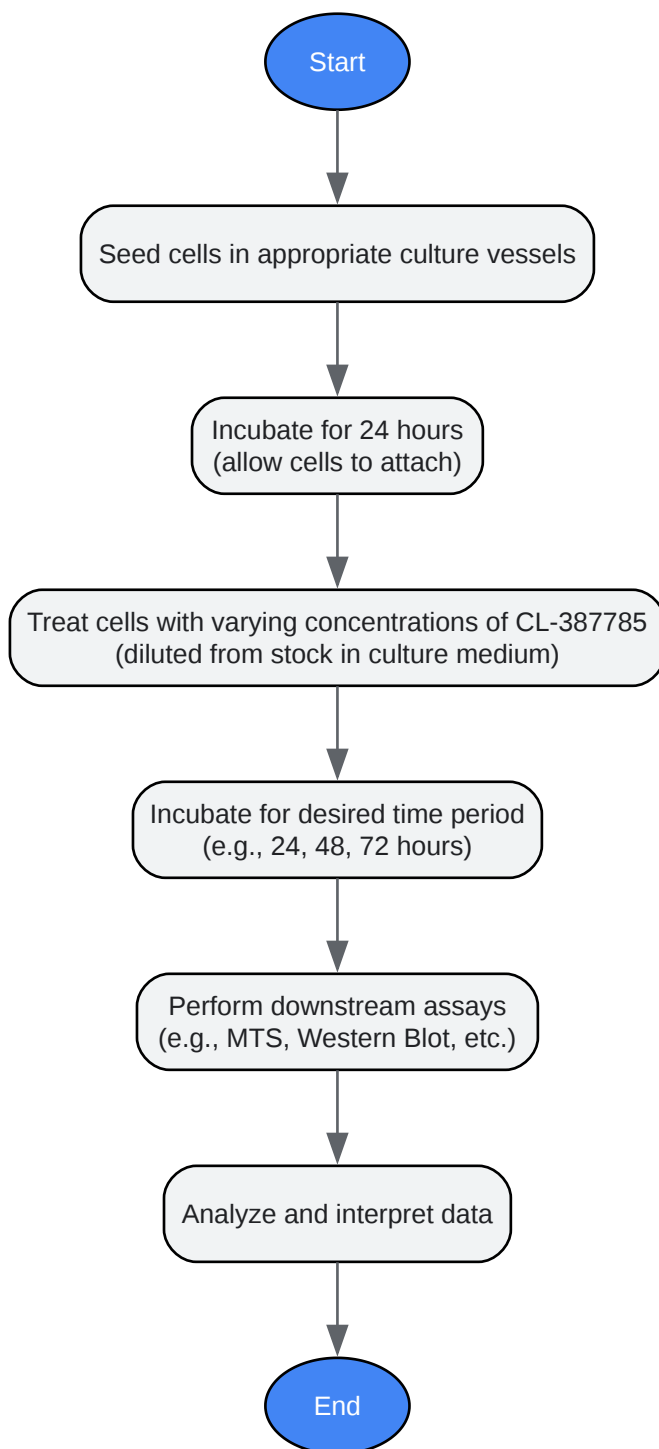 Start
Seed cells in appropriate culture vessels
Incubate for 24 hours
(allow cells to attach)
Treat cells with varying concentrations of CL-387785
(diluted from stock in culture medium)
Incubate for desired time period
(e.g., 24, 48, 72 hours)
Perform downstream assays
(e.g., MTS, Western Blot, etc.)
Analyze and interpret data
End